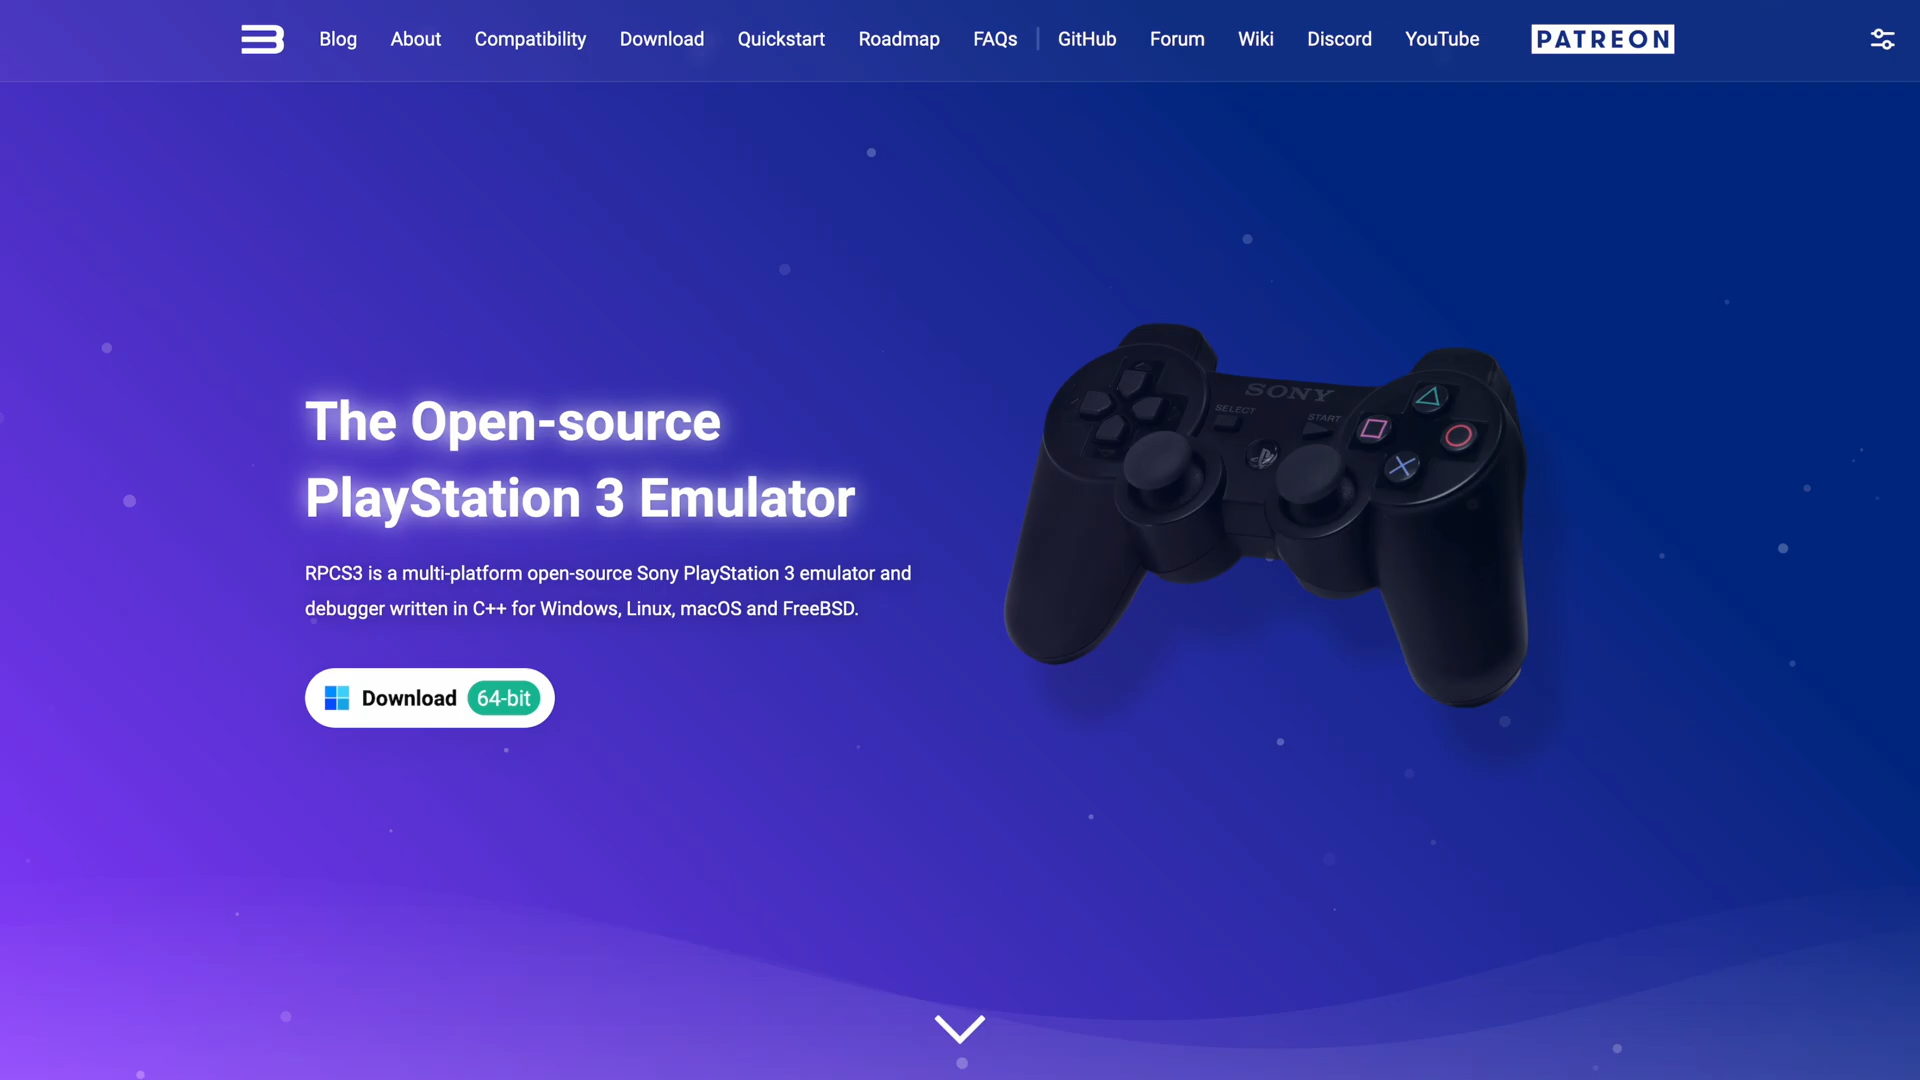 Blog About Compatibility Download Quickstart Roadmap FAQs GitHub Forum Wiki Discord YouTube PATREON
The Open-source
PlayStation 3 Emulator
RPCS3 is a multi-platform open-source Sony PlayStation 3 emulator and
debugger written in C++ for Windows, Linux, macOS and FreeBSD.
Download 64-bit
SONY
SELECT
START